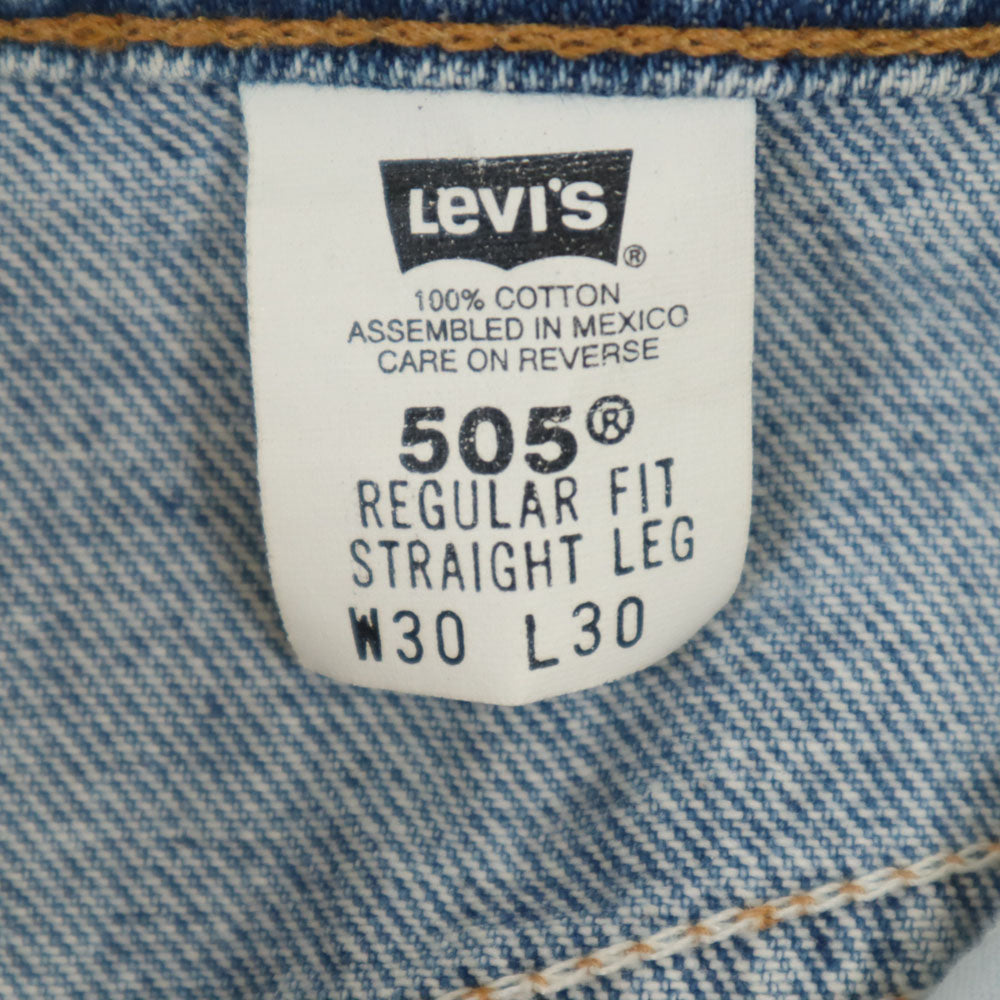 LEVI'S ®
100% COTTON
ASSEMBLED IN MEXICO
CARE ON REVERSE
505®
REGULAR FIT
STRAIGHT LEG
W30 L30